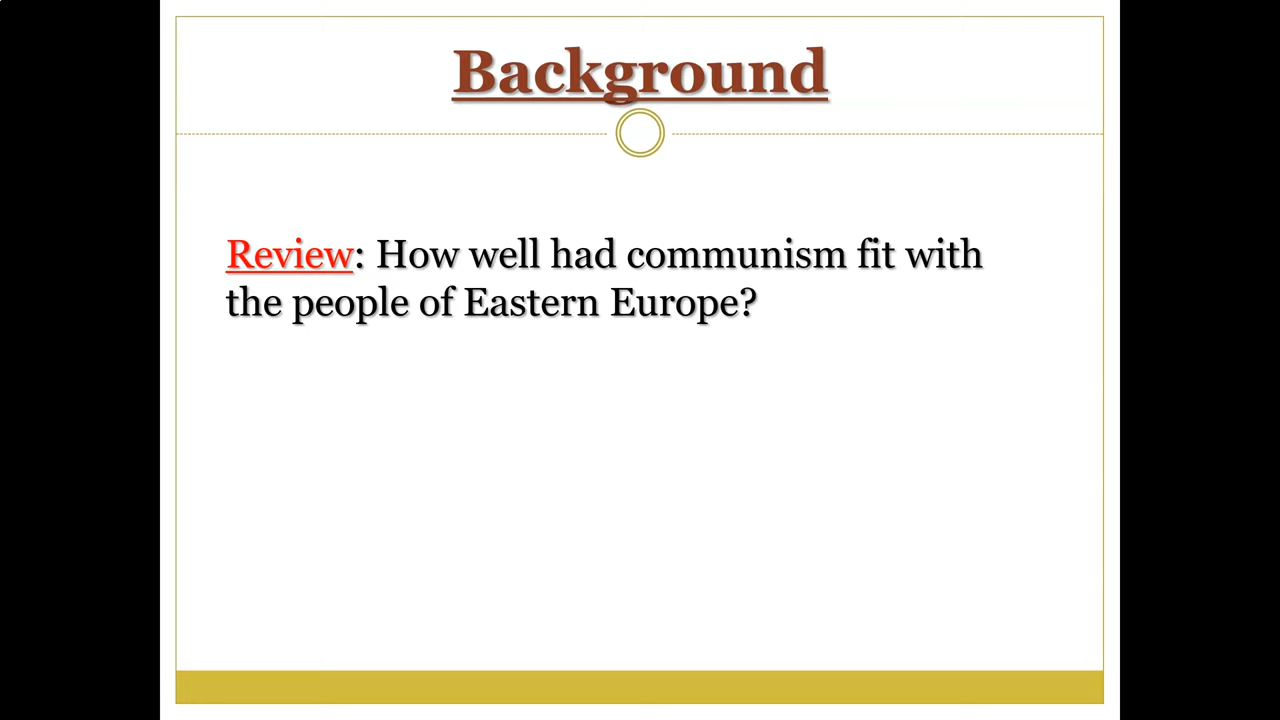 Background
Review: How well had communism fit with
the people of Eastern Europe?